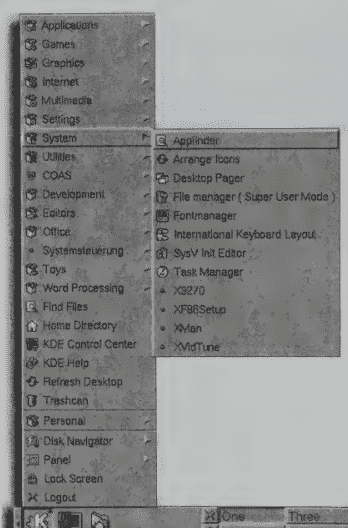 Applications
Games
Graphics
Internet
Multimedia
Settings
System
Utilities
COAS
Development
Editors
Office
Systemsteuerung
Toys
Word Processing
Find Files
Home Directory
KDE Control Center
KDE Help
Refresh Desktop
Trashcan
Personal
Disk Navigator
Panel
Lock Screen
Logout
Appfinder
Arrange Icons
Desktop Pager
File manager ( Super User Mode )
Fontmanager
International Keyboard Layout
SysV Init Editor
Task Manager
X3270
XF86Setup
XMan
XVidTune
K
One
Three